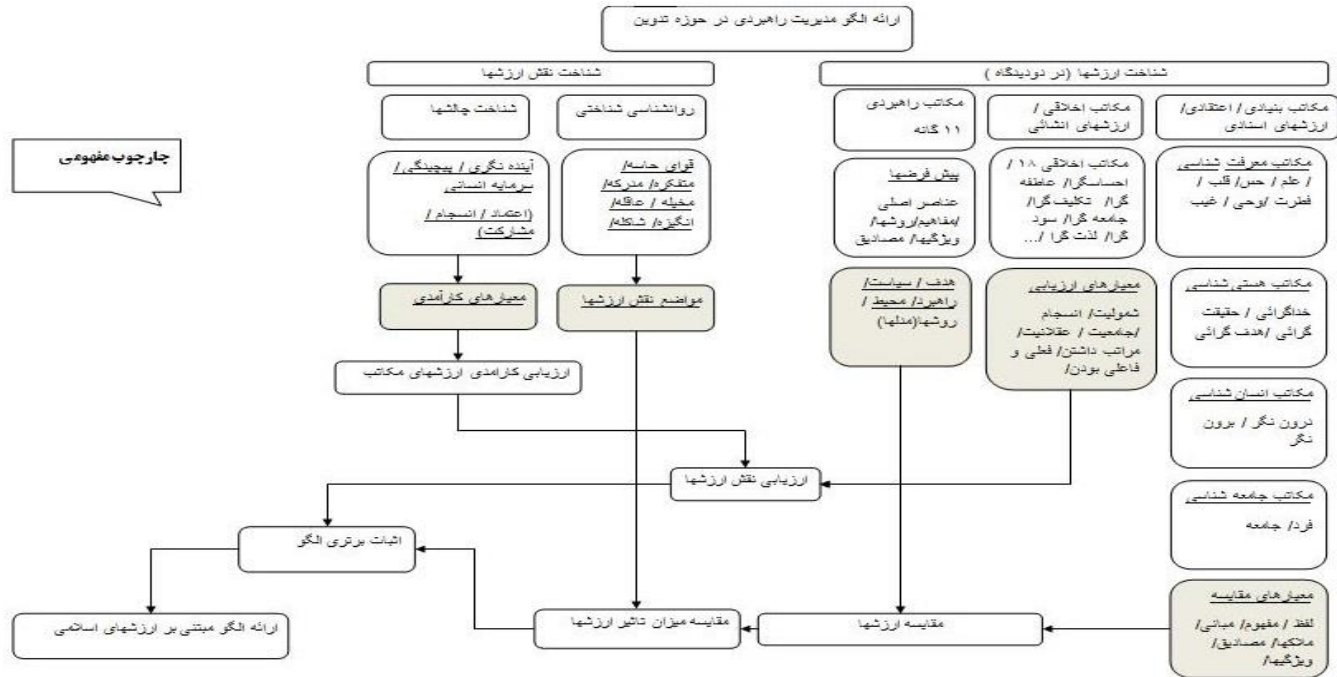 ارائه الگو مدیریت راهبردی در حوزه تدوین
شناخت ارزشها (در دودیدگاه )
شناخت نقش ارزشها
مکاتب بنیادی/ اعتقادی/
ارزشهای اسنادی
مکاتب اخلاقی /
ارزشهای انشائی
مکاتب راهبردی
۱۱ گانه
روانشناسی شناختی
شناخت چالشها
چارچوب مفهومی
مکاتب معرفت شناسی
/ علم / حس/ قلب /
فطرت /وحی/ غیب
مکاتب اخلاقی ۱۸ /
احساسگرا/ عاطفه
گرا/ تکلیف گرا/
جامعه گرا/ سود
گرا/ لذت گرا /...
پیش فرضها
عناصر اصلی
/مفاهیم/روشها/
ویژگیها/ مصادیق
قوای حاسه/
متفکره/ مدرکه/
مخیله / عاقله/
انگیزه/ شاکله/
آینده نگری / پیچیدگی/
سرمایه انسانی
(اعتماد / انسجام /
مشارکت)
مکاتب هستی شناسی
خداگرائی / حقیقت
گرائی /هدف گرائی
معیارهای ارزیابی
شمولیت/ انسجام
/جامعیت / عقلانیت/
مراتب داشتن/ فعلی و
فاعلی بودن/
هدف / سیاست/
راهبرد/ محیط /
روشها(مدلها)
مواضع نقش ارزشها
معیارهای کارآمدی
ارزیابی کارامدی ارزشهای مکاتب
مکاتب انسان شناسی
درون نگر / برون
نگر
ارزیابی نقش ارزشها
مکاتب جامعه شناسی
فرد/ جامعه
اثبات برتری الگو
معیارهای مقایسه
لفظ / مفهوم/ مبانی/
ملاکها/ مصادیق/
ویژگیها/
مقایسه ارزشها
مقایسه میزان تاثیر ارزشها
ارائه الگو مبتنی بر ارزشهای اسلامی